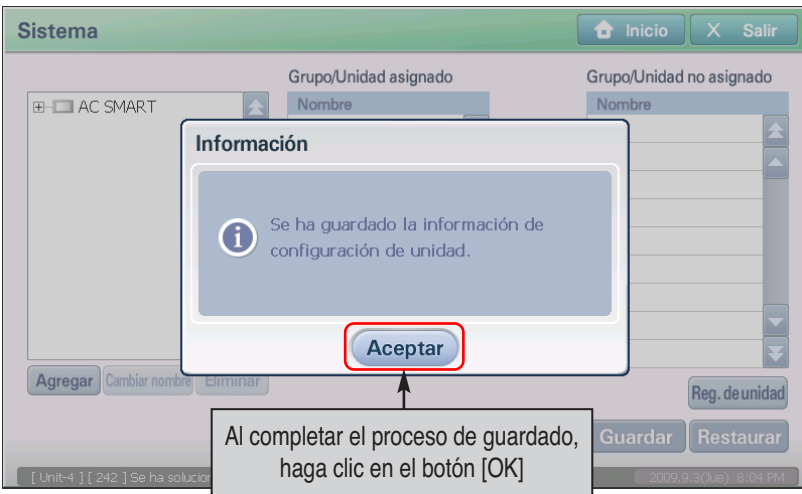 Sistema
Inicio
X Salir
Grupo/Unidad asignado
Grupo/Unidad no asignado
AC SMART
Nombre
Nombre
Información
Se ha guardado la información de
configuración de unidad.
Aceptar
Agregar
Cambiar nombre
Eliminar
Reg. de unidad
Al completar el proceso de guardado,
haga clic en el botón [OK]
Guardar
Restaurar
[ Unit-4 ] [ 242 ] Se ha solucion
2009.9.3(Jue) 8:04 PM